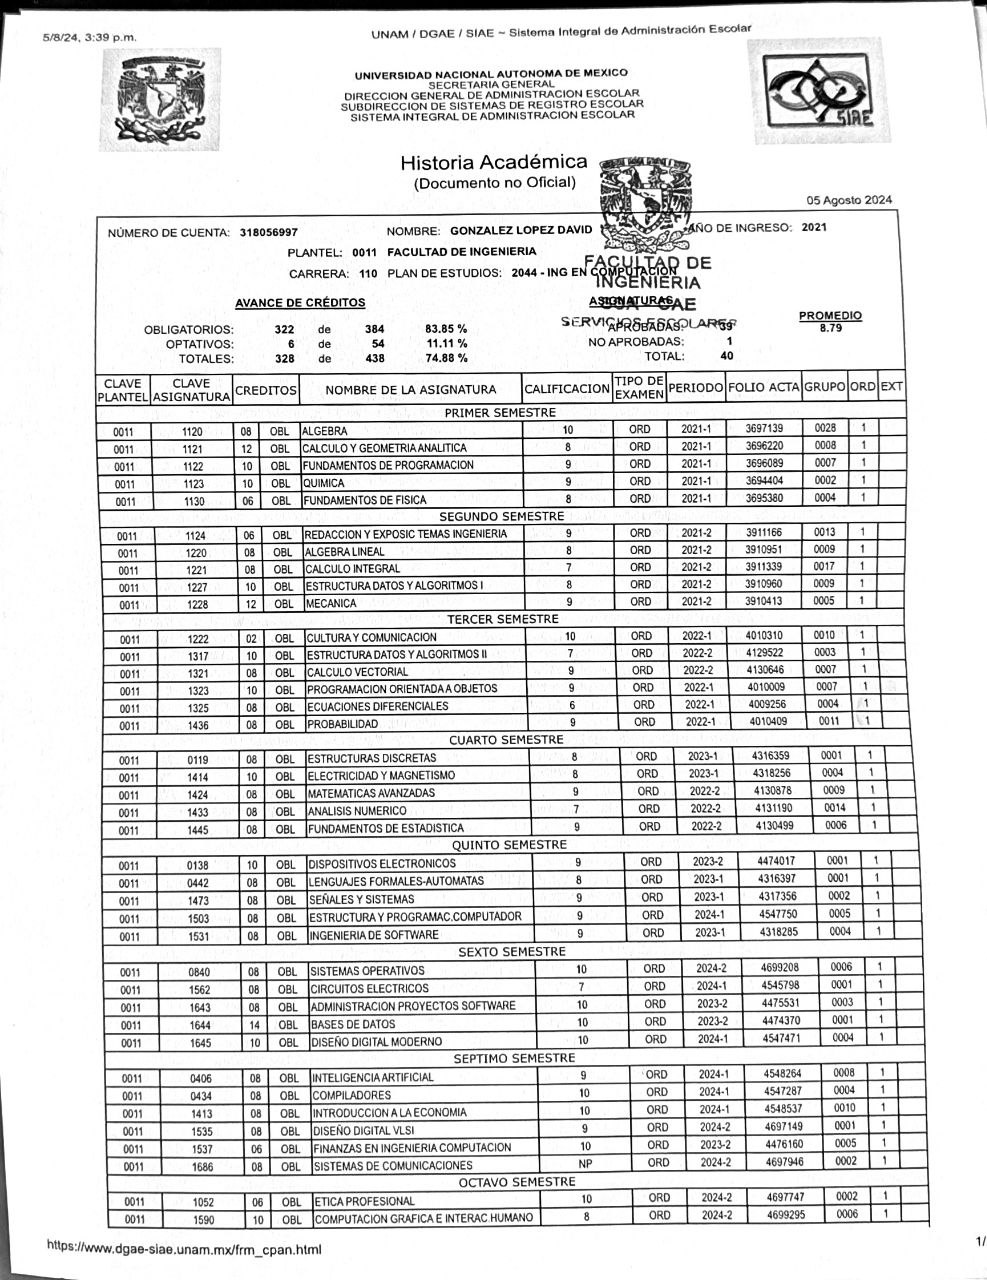 5/8/24, 3:39 p.m. UNAM / DGAE / SIAE ~ Sistema Integral de Administración Escolar
UNIVERSIDAD NACIONAL AUTONOMA DE MEXICO
SECRETARIA GENERAL
DIRECCION GENERAL DE ADMINISTRACION ESCOLAR
SUBDIRECCION DE SISTEMAS DE REGISTRO ESCOLAR
SISTEMA INTEGRAL DE ADMINISTRACION ESCOLAR
SIAE
Historia Académica
(Documento no Oficial)
05 Agosto 2024
NÚMERO DE CUENTA: 318056997 NOMBRE: GONZALEZ LOPEZ DAVID AÑO DE INGRESO: 2021
PLANTEL: 0011 FACULTAD DE INGENIERIA
CARRERA: 110 PLAN DE ESTUDIOS: 2044 - ING EN COMPUTACION
FACULTAD DE
INGENIERIA
SERVICIOS ESCOLARES
AVANCE DE CRÉDITOS ASIGNATURAS PROMEDIO
OBLIGATORIOS: 322 de 384 83.85 % APROBADAS: 39 8.79
OPTATIVOS: 6 de 54 11.11 % NO APROBADAS: 1
TOTALES: 328 de 438 74.88 % TOTAL: 40
CLAVE PLANTEL CLAVE ASIGNATURA CREDITOS NOMBRE DE LA ASIGNATURA CALIFICACION TIPO DE EXAMEN PERIODO FOLIO ACTA GRUPO ORD EXT
PRIMER SEMESTRE
0011 1120 08 OBL ALGEBRA 10 ORD 2021-1 3697139 0028 1
0011 1121 12 OBL CALCULO Y GEOMETRIA ANALITICA 8 ORD 2021-1 3696220 0008 1
0011 1122 10 OBL FUNDAMENTOS DE PROGRAMACION 9 ORD 2021-1 3696089 0007 1
0011 1123 10 OBL QUIMICA 9 ORD 2021-1 3694404 0002 1
0011 1130 06 OBL FUNDAMENTOS DE FISICA 8 ORD 2021-1 3695380 0004 1
SEGUNDO SEMESTRE
0011 1124 06 OBL REDACCION Y EXPOSIC TEMAS INGENIERIA 9 ORD 2021-2 3911166 0013 1
0011 1220 08 OBL ALGEBRA LINEAL 8 ORD 2021-2 3910951 0009 1
0011 1221 08 OBL CALCULO INTEGRAL 7 ORD 2021-2 3911339 0017 1
0011 1227 10 OBL ESTRUCTURA DATOS Y ALGORITMOS I 8 ORD 2021-2 3910960 0009 1
0011 1228 12 OBL MECANICA 9 ORD 2021-2 3910413 0005 1
TERCER SEMESTRE
0011 1222 02 OBL CULTURA Y COMUNICACION 10 ORD 2022-1 4010310 0010 1
0011 1317 10 OBL ESTRUCTURA DATOS Y ALGORITMOS II 7 ORD 2022-2 4129522 0003 1
0011 1321 08 OBL CALCULO VECTORIAL 9 ORD 2022-2 4130646 0007 1
0011 1323 10 OBL PROGRAMACION ORIENTADA A OBJETOS 9 ORD 2022-1 4010009 0007 1
0011 1325 08 OBL ECUACIONES DIFERENCIALES 6 ORD 2022-1 4009256 0004 1
0011 1436 08 OBL PROBABILIDAD 9 ORD 2022-1 4010409 0011 1
CUARTO SEMESTRE
0011 0119 08 OBL ESTRUCTURAS DISCRETAS 8 ORD 2023-1 4316359 0001 1
0011 1414 10 OBL ELECTRICIDAD Y MAGNETISMO 8 ORD 2023-1 4318256 0004 1
0011 1424 08 OBL MATEMATICAS AVANZADAS 9 ORD 2022-2 4130878 0009 1
0011 1433 08 OBL ANALISIS NUMERICO 7 ORD 2022-2 4131190 0014 1
0011 1445 08 OBL FUNDAMENTOS DE ESTADISTICA 9 ORD 2022-2 4130499 0006 1
QUINTO SEMESTRE
0011 0138 10 OBL DISPOSITIVOS ELECTRONICOS 9 ORD 2023-2 4474017 0001 1
0011 0442 08 OBL LENGUAJES FORMALES-AUTOMATAS 8 ORD 2023-1 4316397 0001 1
0011 1473 08 OBL SEÑALES Y SISTEMAS 9 ORD 2023-1 4317356 0002 1
0011 1503 08 OBL ESTRUCTURA Y PROGRAMAC.COMPUTADOR 9 ORD 2024-1 4547750 0005 1
0011 1531 08 OBL INGENIERIA DE SOFTWARE 9 ORD 2023-1 4318285 0004 1
SEXTO SEMESTRE
0011 0840 08 OBL SISTEMAS OPERATIVOS 10 ORD 2024-2 4699208 0006 1
0011 1562 08 OBL CIRCUITOS ELECTRICOS 7 ORD 2024-1 4545798 0001 1
0011 1643 08 OBL ADMINISTRACION PROYECTOS SOFTWARE 10 ORD 2023-2 4475531 0003 1
0011 1644 14 OBL BASES DE DATOS 10 ORD 2023-2 4474370 0001 1
0011 1645 10 OBL DISEÑO DIGITAL MODERNO 10 ORD 2024-1 4547471 0004 1
SEPTIMO SEMESTRE
0011 0406 08 OBL INTELIGENCIA ARTIFICIAL 9 ORD 2024-1 4548264 0008 1
0011 0434 08 OBL COMPILADORES 10 ORD 2024-1 4547287 0004 1
0011 1413 08 OBL INTRODUCCION A LA ECONOMIA 10 ORD 2024-1 4548537 0010 1
0011 1535 08 OBL DISEÑO DIGITAL VLSI 9 ORD 2024-2 4697149 0001 1
0011 1537 06 OBL FINANZAS EN INGENIERIA COMPUTACION 10 ORD 2023-2 4476160 0005 1
0011 1686 08 OBL SISTEMAS DE COMUNICACIONES NP ORD 2024-2 4697946 0002 1
OCTAVO SEMESTRE
0011 1052 06 OBL ETICA PROFESIONAL 10 ORD 2024-2 4697747 0002 1
0011 1590 10 OBL COMPUTACION GRAFICA E INTERAC.HUMANO 8 ORD 2024-2 4699295 0006 1
https://www.dgae-siae.unam.mx/frm_cpan.html 1/